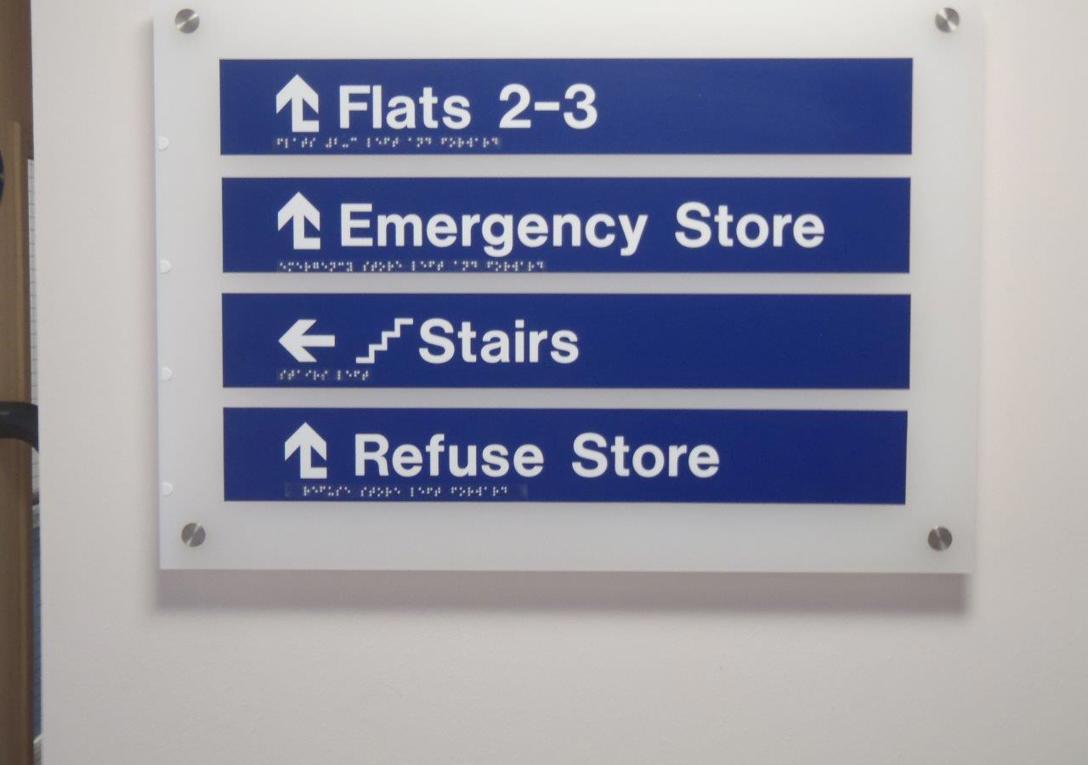 Flats 2-3
Emergency Store
Stairs
Refuse Store